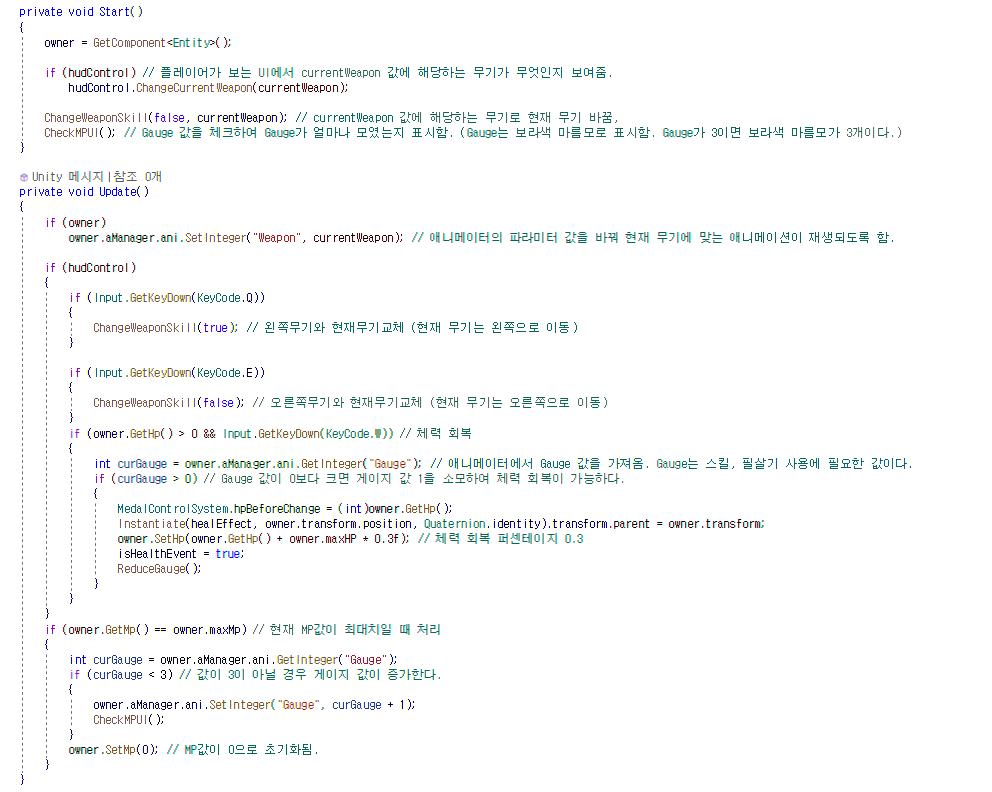 private void Start()
{
owner = GetComponent<Entity>();
if (hudControl) // 플레이어가 보는 UI에서 currentWeapon 값에 해당하는 무기가 무엇인지 보여줌.
hudControl.ChangeCurrentWeapon(currentWeapon);
ChangeWeaponSkill(false, currentWeapon); // currentWeapon 값에 해당하는 무기로 현재 무기 바꿈,
CheckMPUI(); // Gauge 값을 체크하여 Gauge가 얼마나 모였는지 표시함. (Gauge는 보라색 마름모로 표시함. Gauge가 3이면 보라색 마름모가 3개이다.)
}
Unity 메시지|참조 0개
private void Update()
{
if (owner)
owner.aManager.ani.SetInteger("Weapon", currentWeapon); // 애니메이터의 파라미터 값을 바꿔 현재 무기에 맞는 애니메이션이 재생되도록 함.
if (hudControl)
{
if (Input.GetKeyDown(KeyCode.Q))
{
ChangeWeaponSkill(true); // 왼쪽무기와 현재무기교체 (현재 무기는 왼쪽으로 이동)
}
if (Input.GetKeyDown(KeyCode.E))
{
ChangeWeaponSkill(false); // 오른쪽무기와 현재무기교체 (현재 무기는 오른쪽으로 이동)
}
if (owner.GetHp() > 0 && Input.GetKeyDown(KeyCode.W)) // 체력 회복
{
int curGauge = owner.aManager.ani.GetInteger("Gauge"); // 애니메이터에서 Gauge 값을 가져옴. Gauge는 스킬, 필살기 사용에 필요한 값이다.
if (curGauge > 0) // Gauge 값이 0보다 크면 게이지 값 1을 소모하여 체력 회복이 가능하다.
{
MedalControlSystem.hpBeforeChange = (int)owner.GetHp();
Instantiate(healEffect, owner.transform.position, Quaternion.identity).transform.parent = owner.transform;
owner.SetHp(owner.GetHp() + owner.maxHP * 0.3f); // 체력 회복 퍼센테이지 0.3
isHealthEvent = true;
ReduceGauge();
}
}
}
if (owner.GetMp() == owner.maxMp) // 현재 MP값이 최대치일 때 처리
{
int curGauge = owner.aManager.ani.GetInteger("Gauge");
if (curGauge < 3) // 값이 3이 아닐 경우 게이지 값이 증가한다.
{
owner.aManager.ani.SetInteger("Gauge", curGauge + 1);
CheckMPUI();
}
owner.SetMp(0); // MP값이 0으로 초기화됨.
}
}